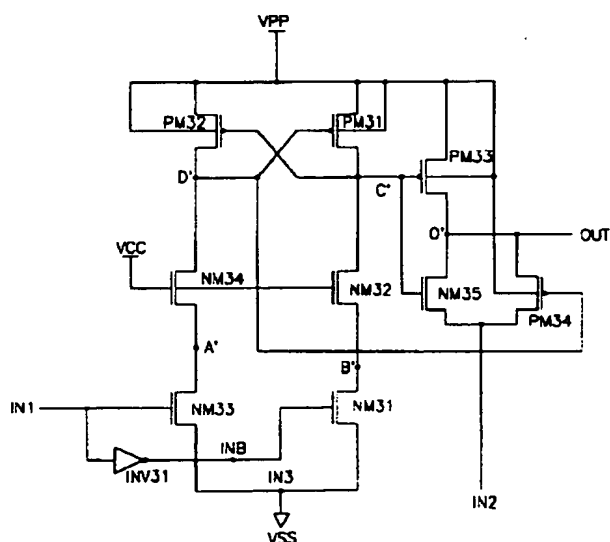 VPP
PM32
PM31
PM33
D'
C'
VCC
O'
OUT
NM34
NM32
NM35
PM34
A'
B'
IN1
NM33
NM31
INB
INV31
IN3
IN2
VSS